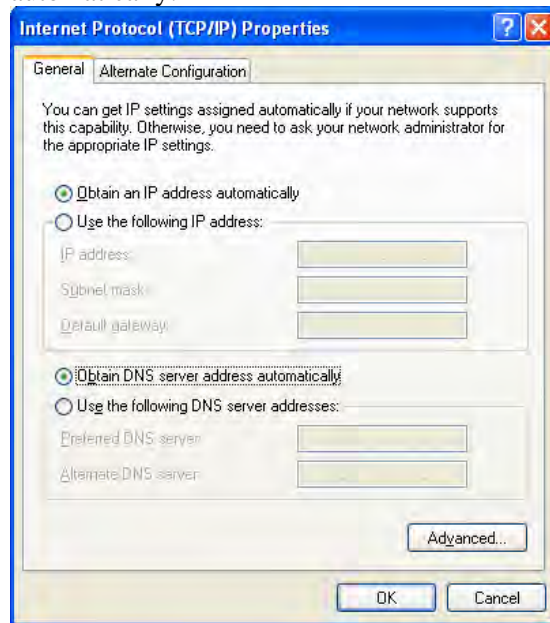 automatically.
Internet Protocol (TCP/IP) Properties
General Alternate Configuration
You can get IP settings assigned automatically if your network supports
this capability. Otherwise, you need to ask your network administrator for
the appropriate IP settings.
Obtain an IP address automatically
Use the following IP address:
IP address:
Subnet mask:
Default gateway:
Obtain DNS server address automatically
Use the following DNS server addresses:
Preferred DNS server:
Alternate DNS server:
Advanced...
OK Cancel